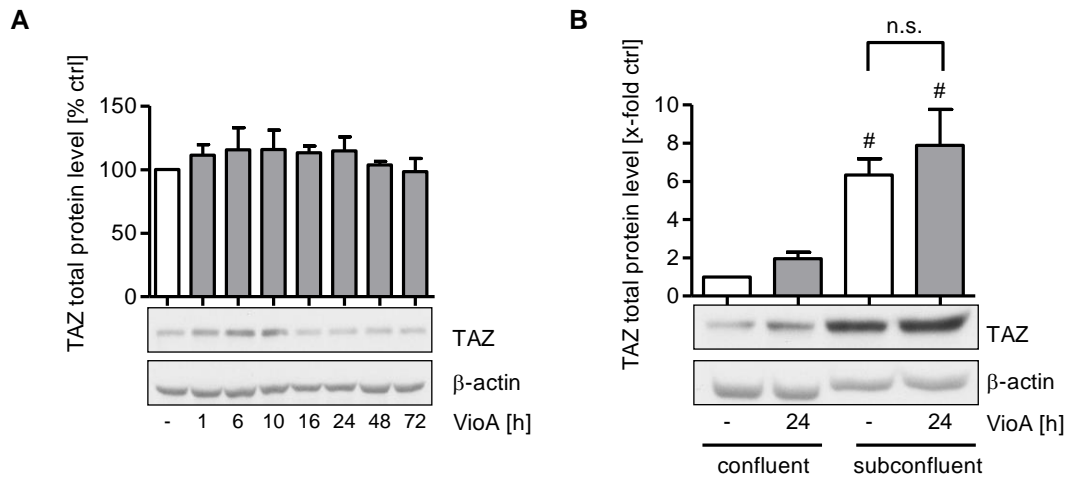 A
TAZ total protein level [% ctrl]
150
100
50
0
TAZ
β-actin
- 1 6 10 16 24 48 72 VioA [h]
B
TAZ total protein level [x-fold ctrl]
n.s.
#
#
10
8
6
4
2
0
TAZ
β-actin
- 24 - 24 VioA [h]
confluent subconfluent